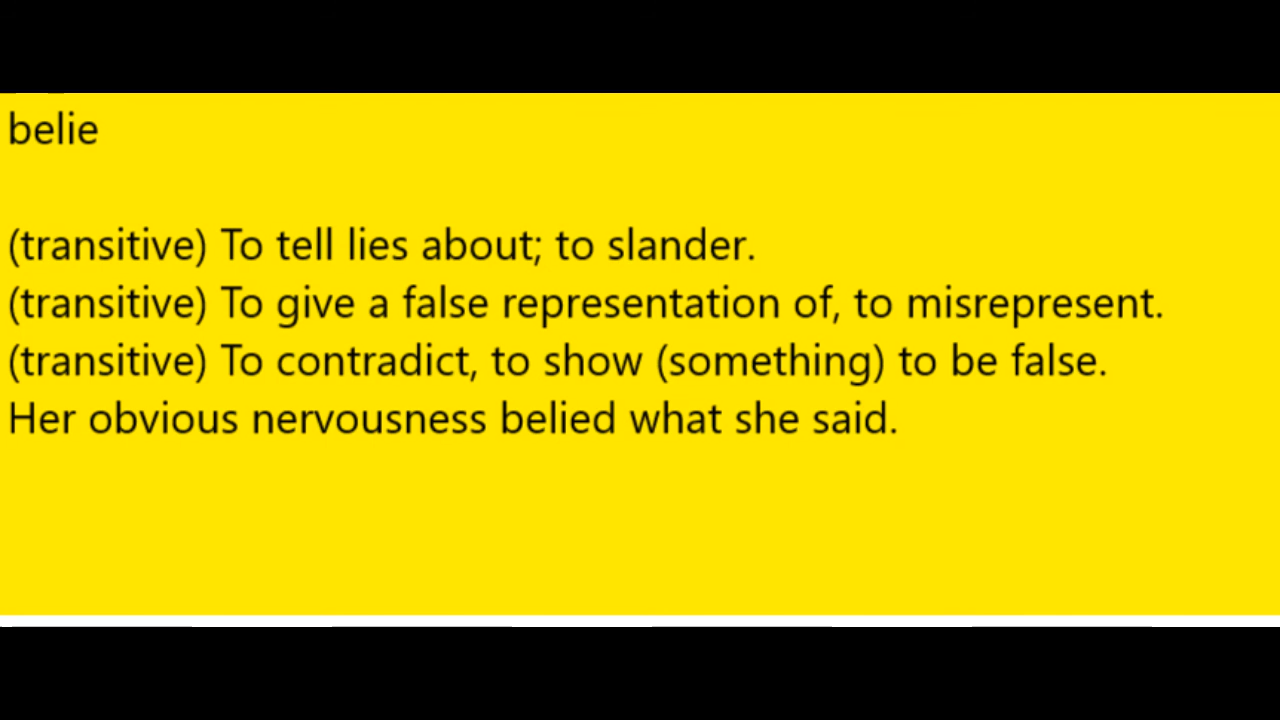 belie
(transitive) To tell lies about; to slander.
(transitive) To give a false representation of, to misrepresent.
(transitive) To contradict, to show (something) to be false.
Her obvious nervousness belied what she said.